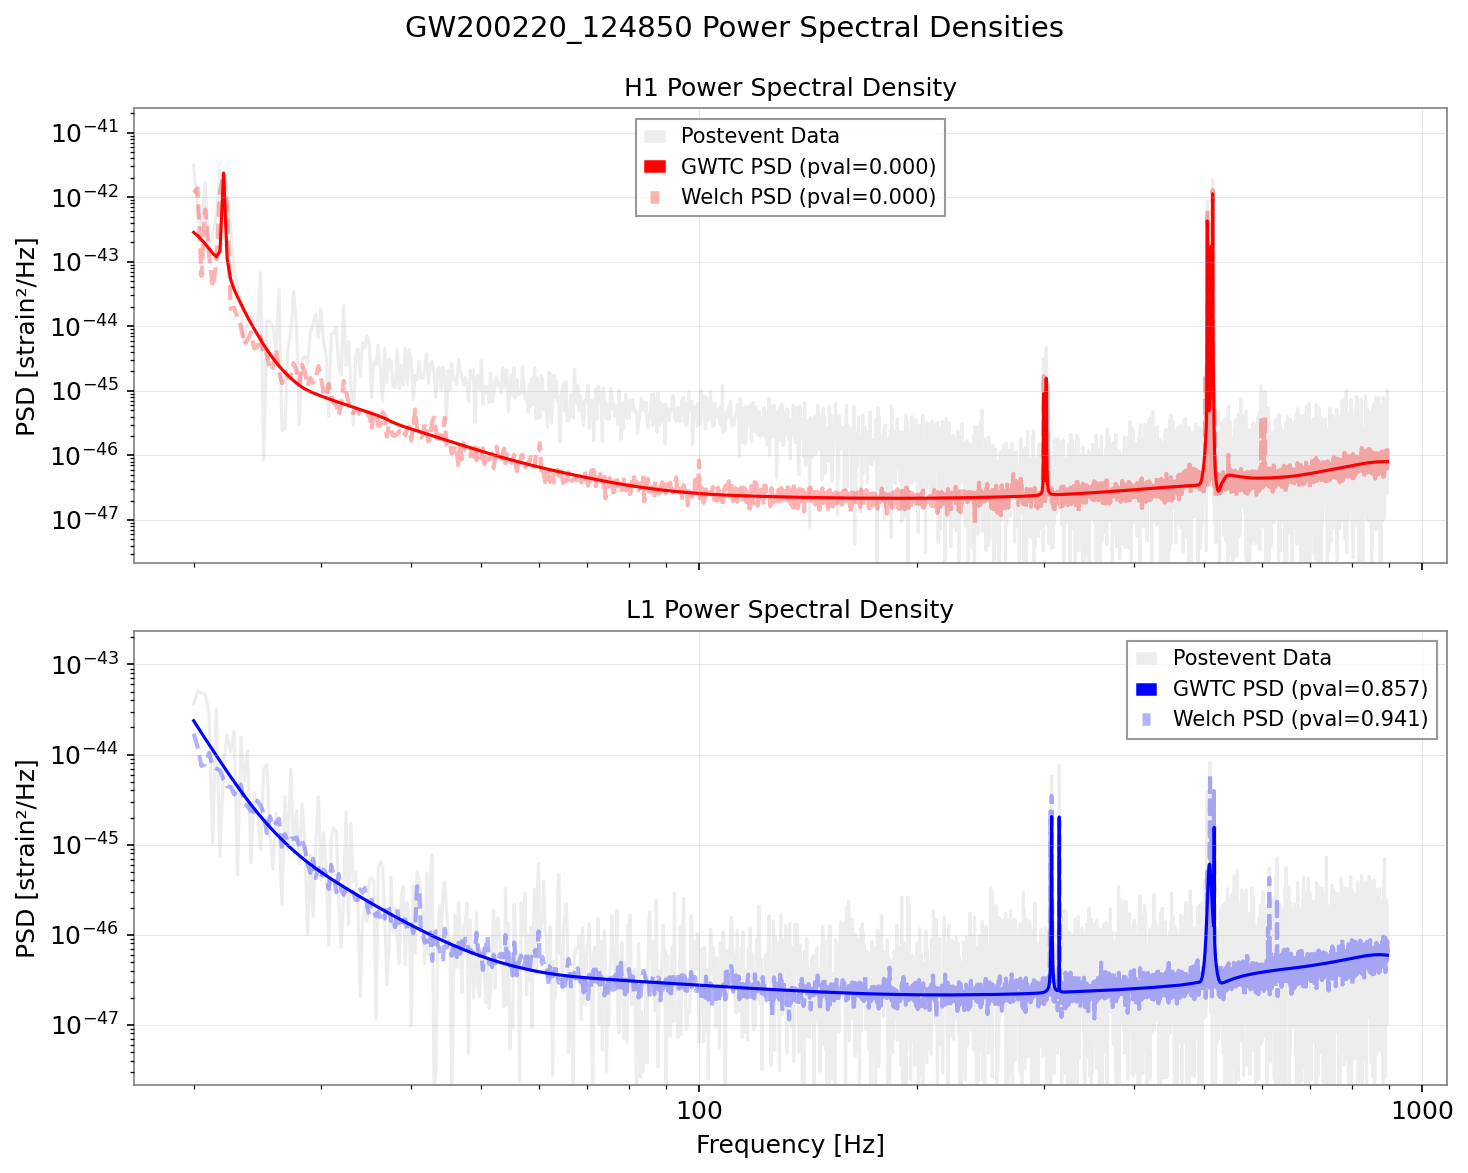 GW200220_124850 Power Spectral Densities
H1 Power Spectral Density
PSD [strain²/Hz]
10⁻⁴¹
10⁻⁴²
10⁻⁴³
10⁻⁴⁴
10⁻⁴⁵
10⁻⁴⁶
10⁻⁴⁷
Postevent Data
GWTC PSD (pval=0.000)
Welch PSD (pval=0.000)
L1 Power Spectral Density
PSD [strain²/Hz]
10⁻⁴³
10⁻⁴⁴
10⁻⁴⁵
10⁻⁴⁶
10⁻⁴⁷
Postevent Data
GWTC PSD (pval=0.857)
Welch PSD (pval=0.941)
100
1000
Frequency [Hz]